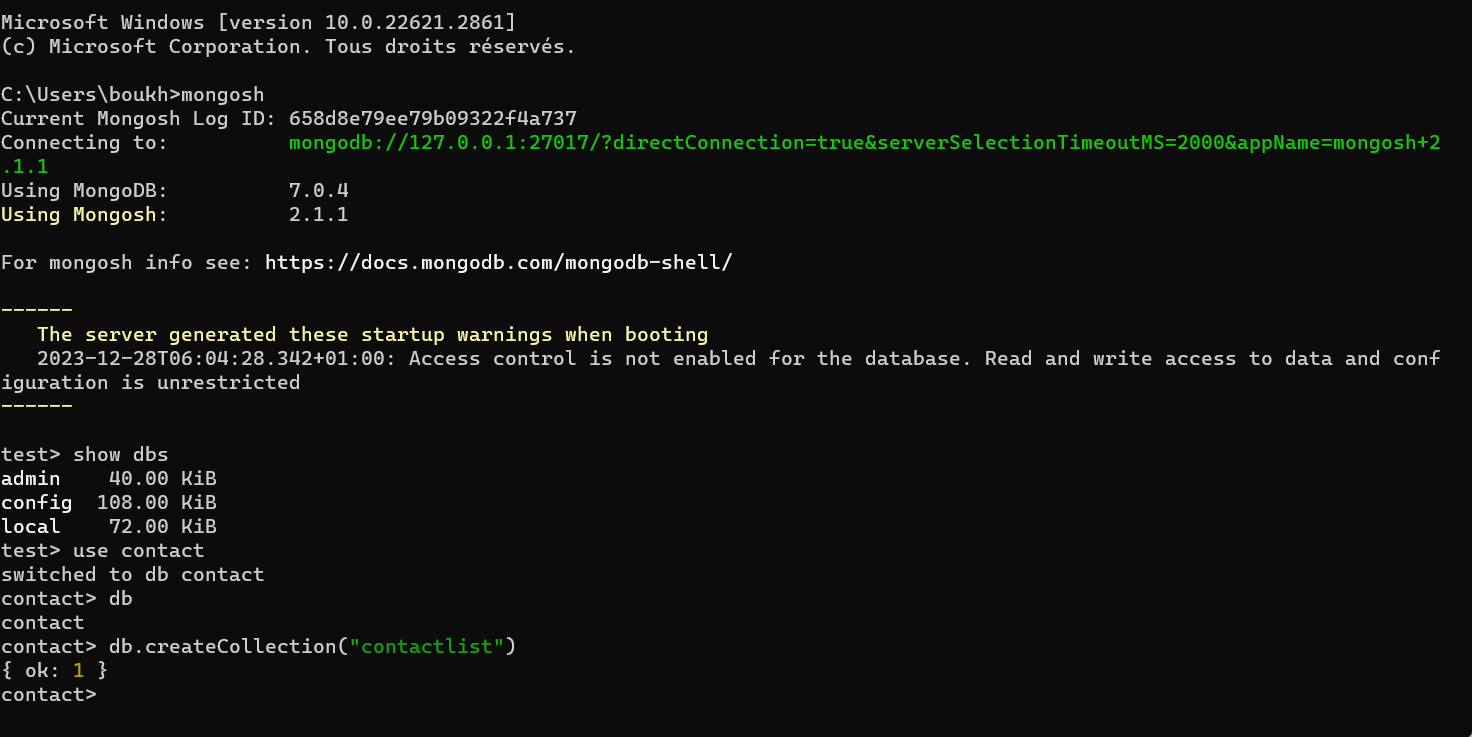 Microsoft Windows [version 10.0.22621.2861]
(c) Microsoft Corporation. Tous droits réservés.
C:\Users\boukh>mongosh
Current Mongosh Log ID: 658d8e79ee79b09322f4a737
Connecting to:          mongodb://127.0.0.1:27017/?directConnection=true&serverSelectionTimeoutMS=2000&appName=mongosh+2
.1.1
Using MongoDB:          7.0.4
Using Mongosh:          2.1.1
For mongosh info see: https://docs.mongodb.com/mongodb-shell/
------
   The server generated these startup warnings when booting
   2023-12-28T06:04:28.342+01:00: Access control is not enabled for the database. Read and write access to data and conf
iguration is unrestricted
------
test> show dbs
admin    40.00 KiB
config  108.00 KiB
local    72.00 KiB
test> use contact
switched to db contact
contact> db
contact
contact> db.createCollection("contactlist")
{ ok: 1 }
contact>